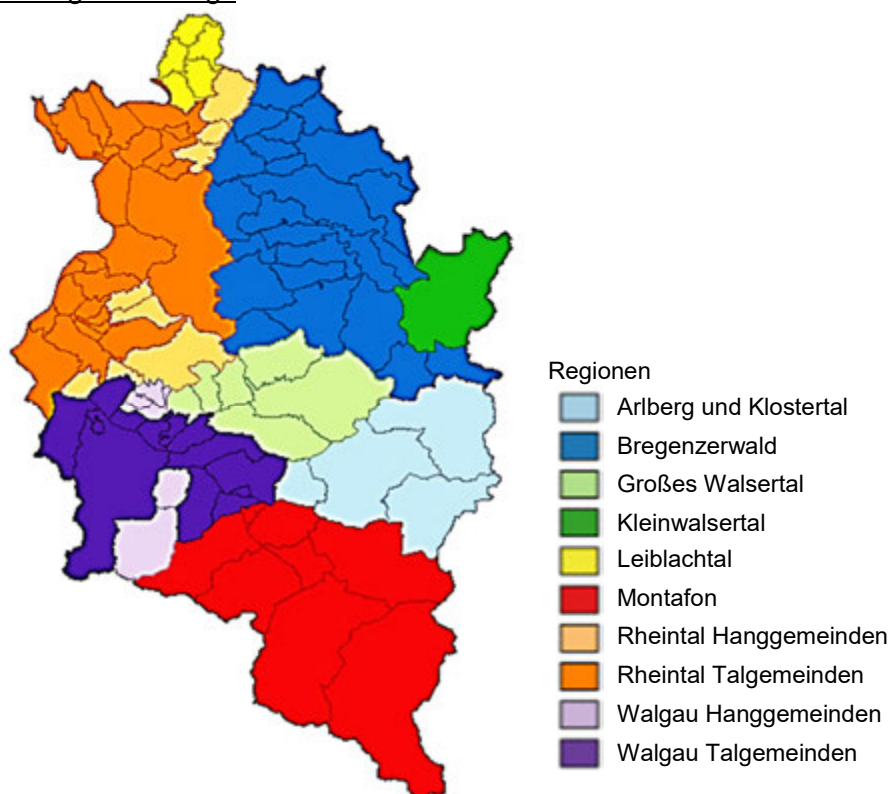 Regionen
Arlberg und Klostertal
Bregenzerwald
Großes Walsertal
Kleinwalsertal
Leiblachtal
Montafon
Rheintal Hanggemeinden
Rheintal Talgemeinden
Walgau Hanggemeinden
Walgau Talgemeinden